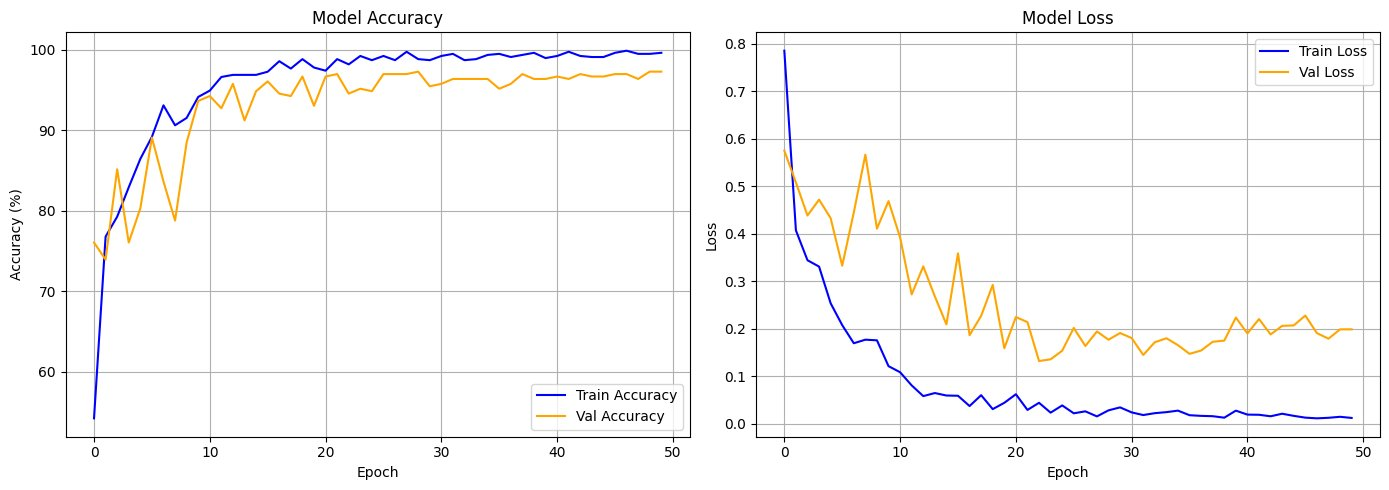 Model Accuracy
100
90
80
70
60
Accuracy (%)
0
10
20
30
40
50
Epoch
Train Accuracy
Val Accuracy
Model Loss
0.8
0.7
0.6
0.5
0.4
0.3
0.2
0.1
0.0
Loss
0
10
20
30
40
50
Epoch
Train Loss
Val Loss